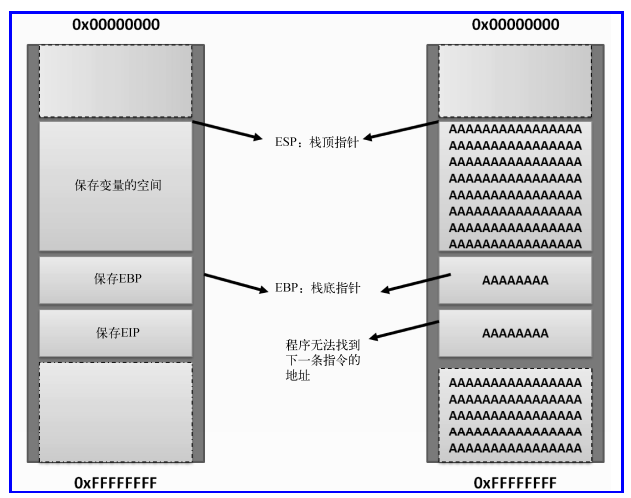 0x00000000
0x00000000
ESP：栈顶指针
保存变量的空间
AAAAAAAAAAAAAAAA
AAAAAAAAAAAAAAAA
AAAAAAAAAAAAAAAA
AAAAAAAAAAAAAAAA
AAAAAAAAAAAAAAAA
AAAAAAAAAAAAAAAA
AAAAAAAAAAAAAAAA
AAAAAAAAAAAAAAAA
保存EBP
EBP：栈底指针
AAAAAAAA
保存EIP
程序无法找到
下一条指令的
地址
AAAAAAAA
AAAAAAAAAAAAAAAA
AAAAAAAAAAAAAAAA
AAAAAAAAAAAAAAAA
AAAAAAAAAAAAAAAA
AAAAAAAAAAAAAAAA
0xFFFFFFFF
0xFFFFFFFF